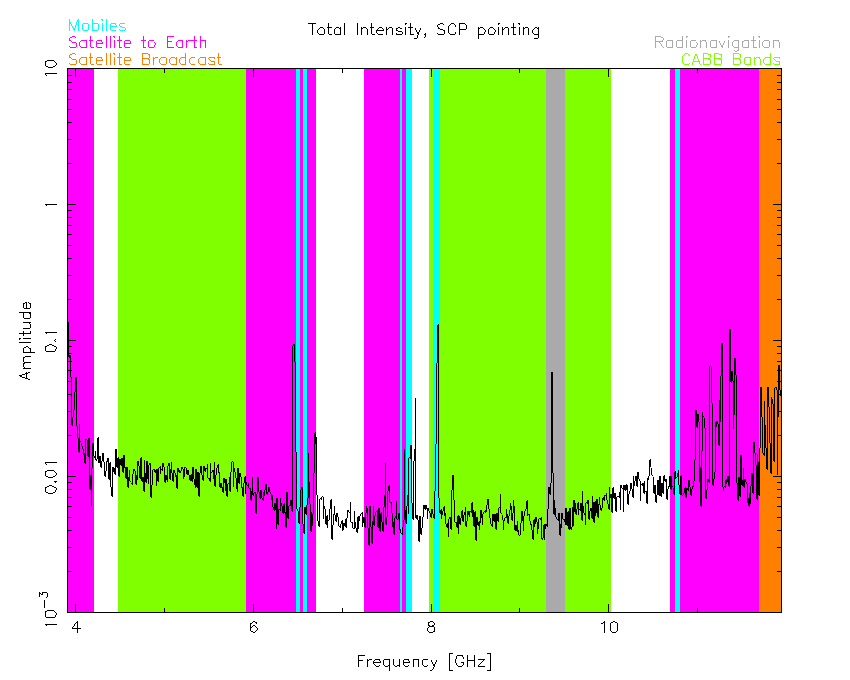 Mobiles
Total Intensity, SCP pointing
Satellite to Earth
Radionavigation
Satellite Broadcast
CABB Bands
10
1
0.1
0.01
10⁻³
Amplitude
4
6
8
10
Frequency [GHz]